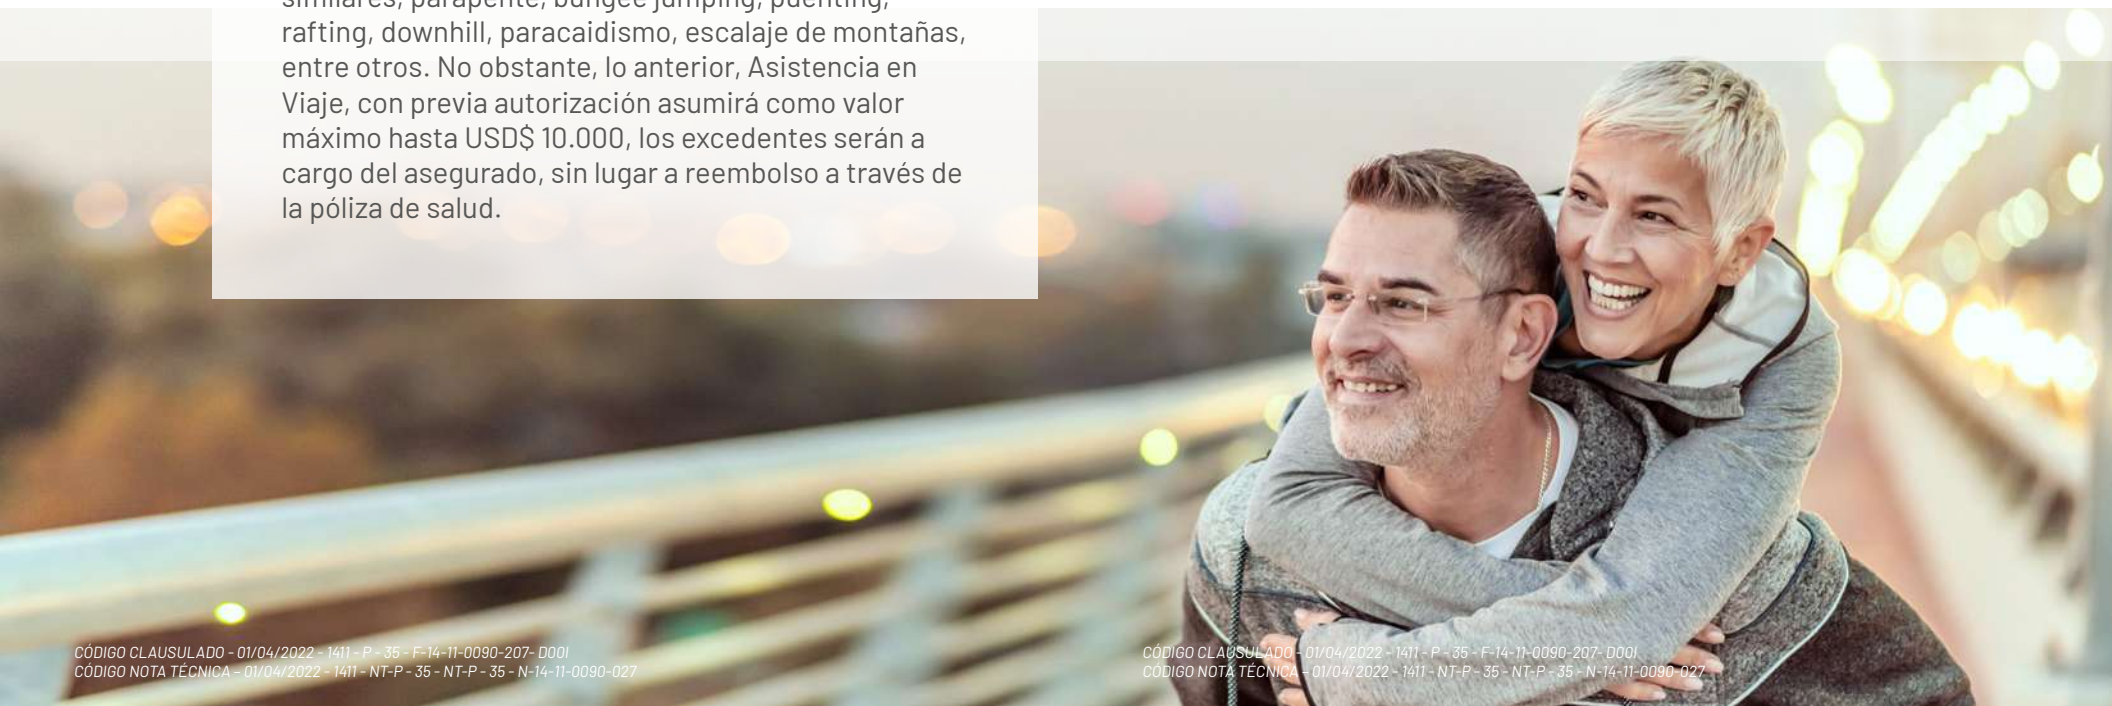 similares, parapente, bungee jumping, puenting,
rafting, downhill, paracaidismo, escalaje de montañas,
entre otros. No obstante, lo anterior, Asistencia en
Viaje, con previa autorización asumirá como valor
máximo hasta USD$ 10.000, los excedentes serán a
cargo del asegurado, sin lugar a reembolso a través de
la póliza de salud.
CÓDIGO CLAUSULADO - 01/04/2022 - 1411 - P - 35 - F-14-11-0090-207- D00I
CÓDIGO NOTA TÉCNICA – 01/04/2022 - 1411 - NT-P - 35 - NT-P - 35 - N-14-11-0090-027
CÓDIGO CLAUSULADO - 01/04/2022 - 1411 - P - 35 - F-14-11-0090-207- D00I
CÓDIGO NOTA TÉCNICA – 01/04/2022 - 1411 - NT-P - 35 - NT-P - 35 - N-14-11-0090-027